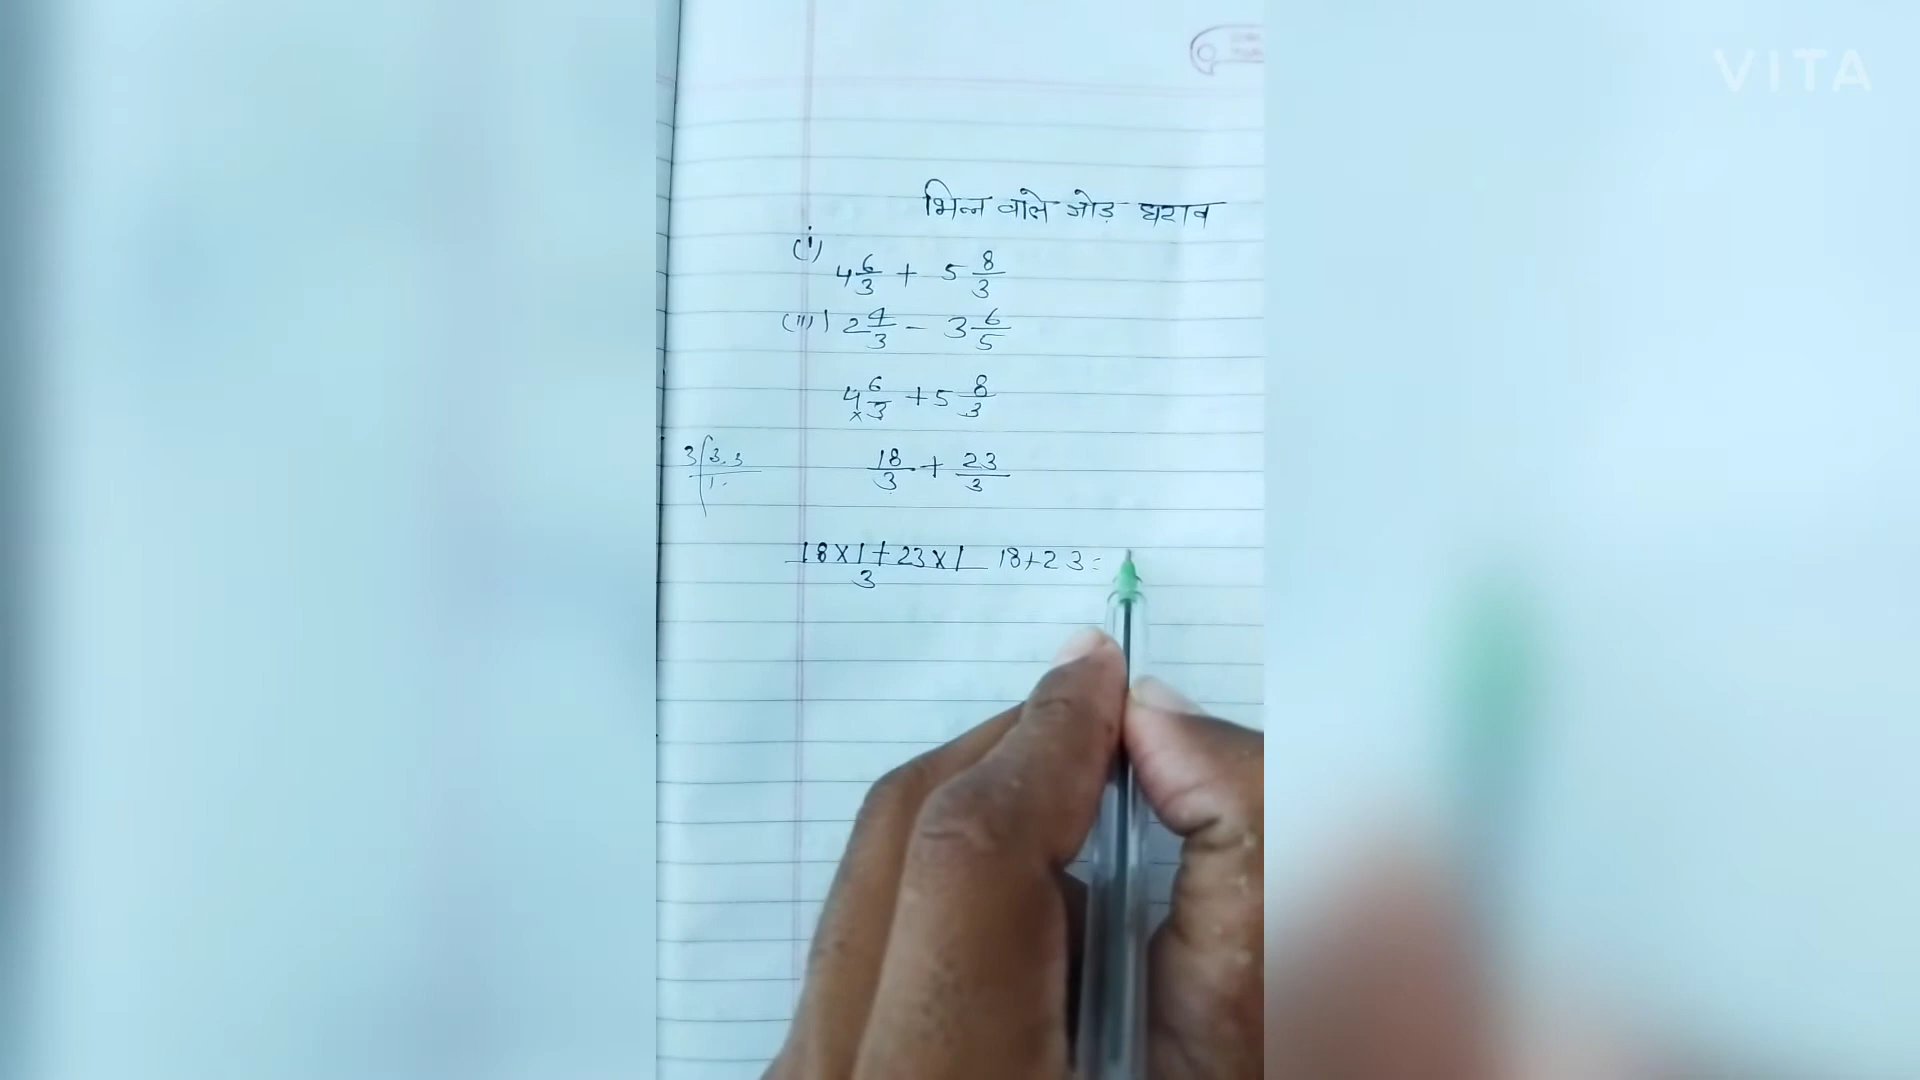 VITA
भिन्न वाले जोड़ घटाव
(i)
4 6/3 + 5 8/3
(ii) 2 4/3 - 3 6/5
4 6/3 + 5 8/3
×
3 3, 3
1
18/3 + 23/3
18×1+23×1/3 18+23=